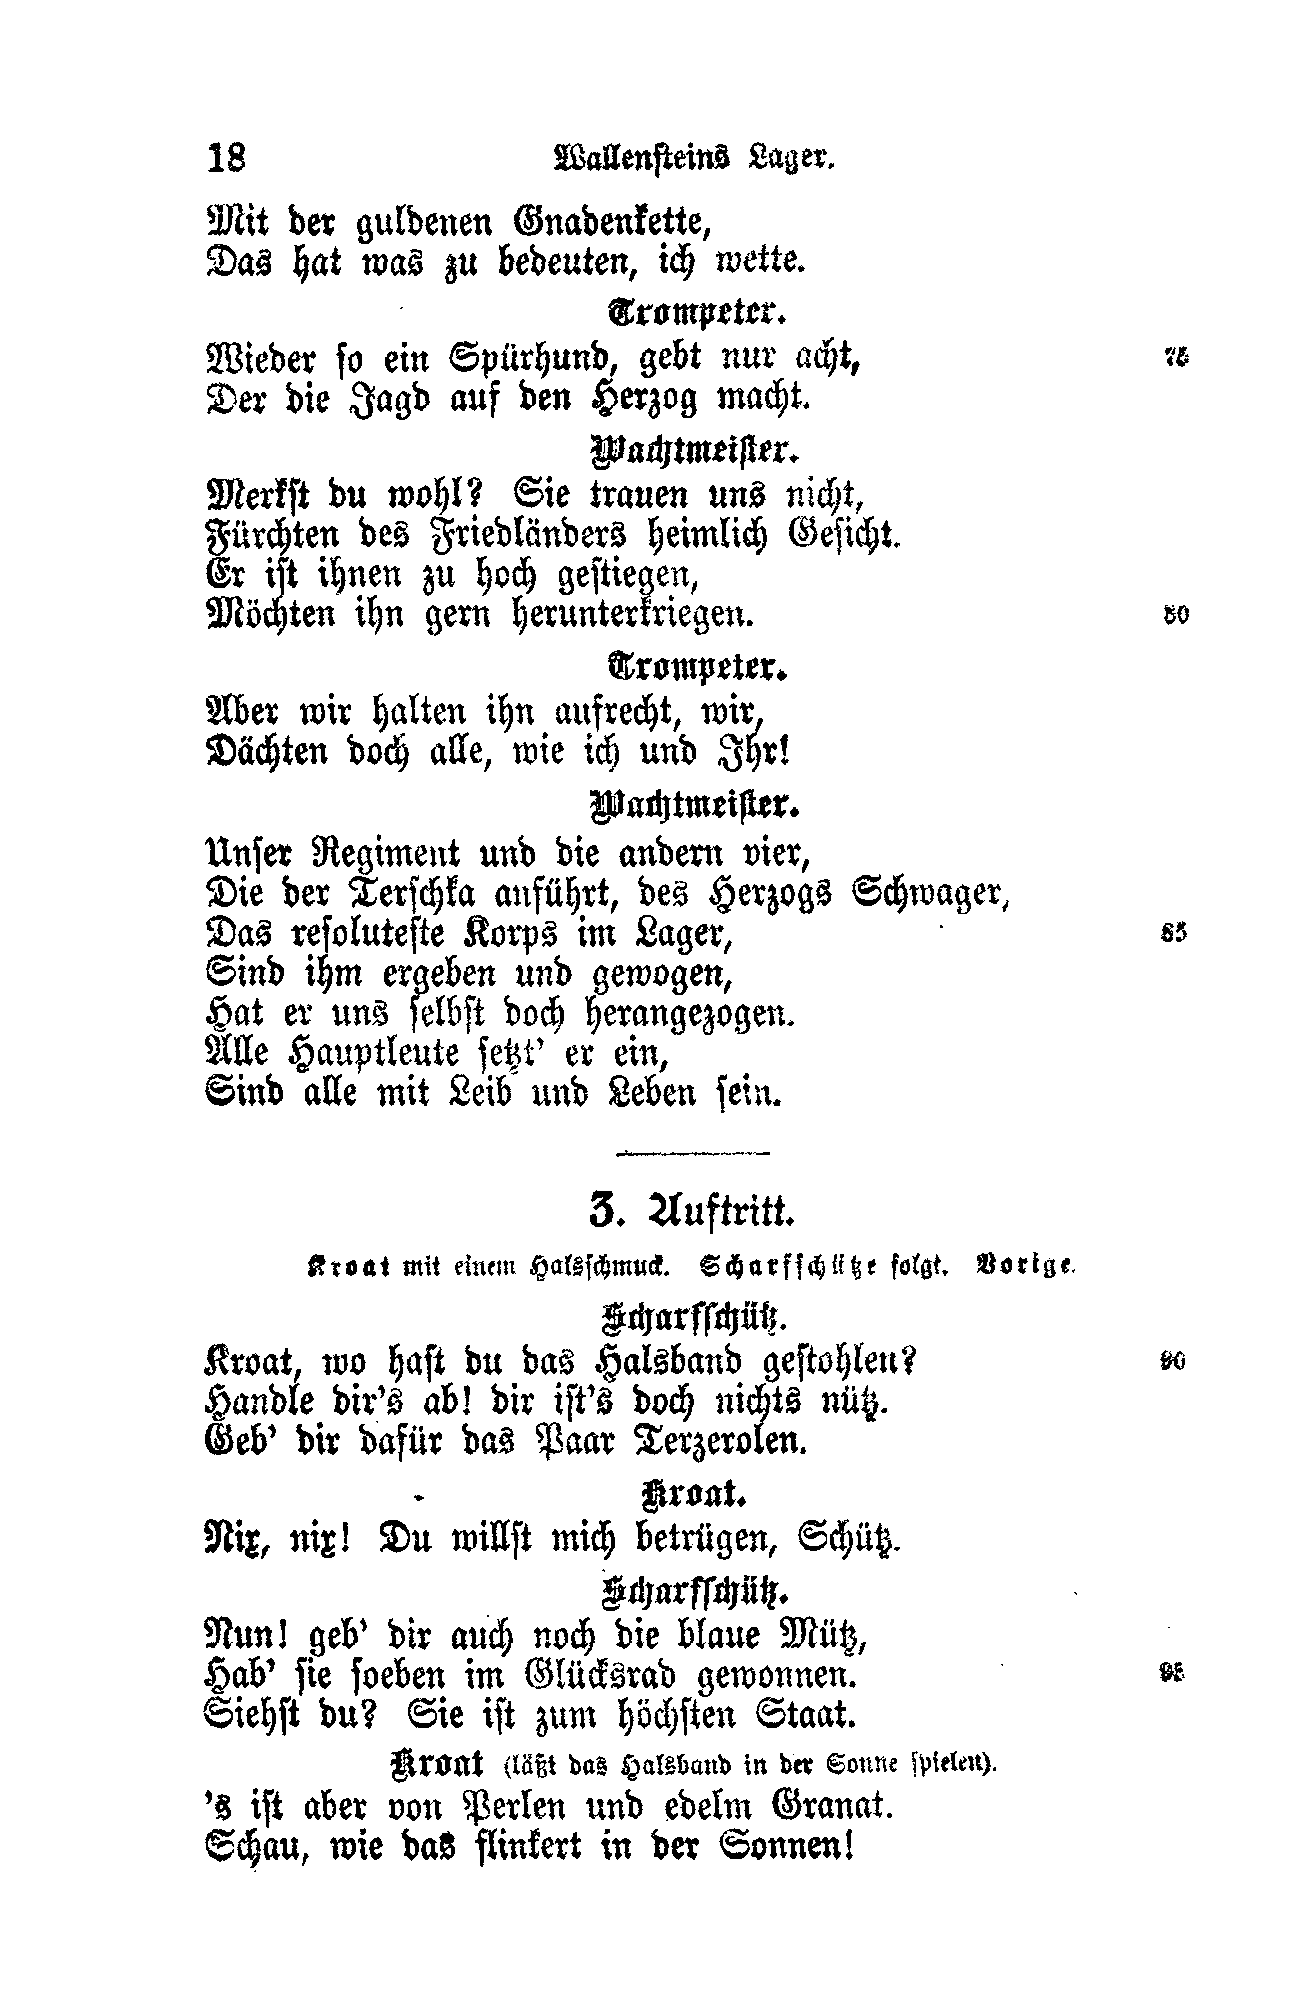 18 Wallensteins Lager.
Mit der guldenen Gnadenkette,
Das hat was zu bedeuten, ich wette.
Trompeter.
Wieder so ein Spürhund, gebt nur acht, 75
Der die Jagd auf den Herzog macht.
Wachtmeister.
Merkst du wohl? Sie trauen uns nicht,
Fürchten des Friedländers heimlich Gesicht.
Er ist ihnen zu hoch gestiegen,
Möchten ihn gern herunterkriegen. 80
Trompeter.
Aber wir halten ihn aufrecht, wir,
Dächten doch alle, wie ich und Ihr!
Wachtmeister.
Unser Regiment und die andern vier,
Die der Terschka anführt, des Herzogs Schwager,
Das resoluteste Korps im Lager, 85
Sind ihm ergeben und gewogen,
Hat er uns selbst doch herangezogen.
Alle Hauptleute setzt' er ein,
Sind alle mit Leib und Leben sein.
3. Auftritt.
Kroat mit einem Halsschmuck. Scharfschütze folgt. Vorige.
Scharfschütz.
Kroat, wo hast du das Halsband gestohlen? 90
Handle dir's ab! dir ist's doch nichts nütz.
Geb' dir dafür das Paar Terzerolen.
Kroat.
Nix, nix! Du willst mich betrügen, Schütz.
Scharfschütz.
Nun! geb' dir auch noch die blaue Mütz,
Hab' sie soeben im Glücksrad gewonnen. 95
Siehst du? Sie ist zum höchsten Staat.
Kroat (läßt das Halsband in der Sonne spielen).
's ist aber von Perlen und edelm Granat.
Schau, wie das flinkert in der Sonnen!